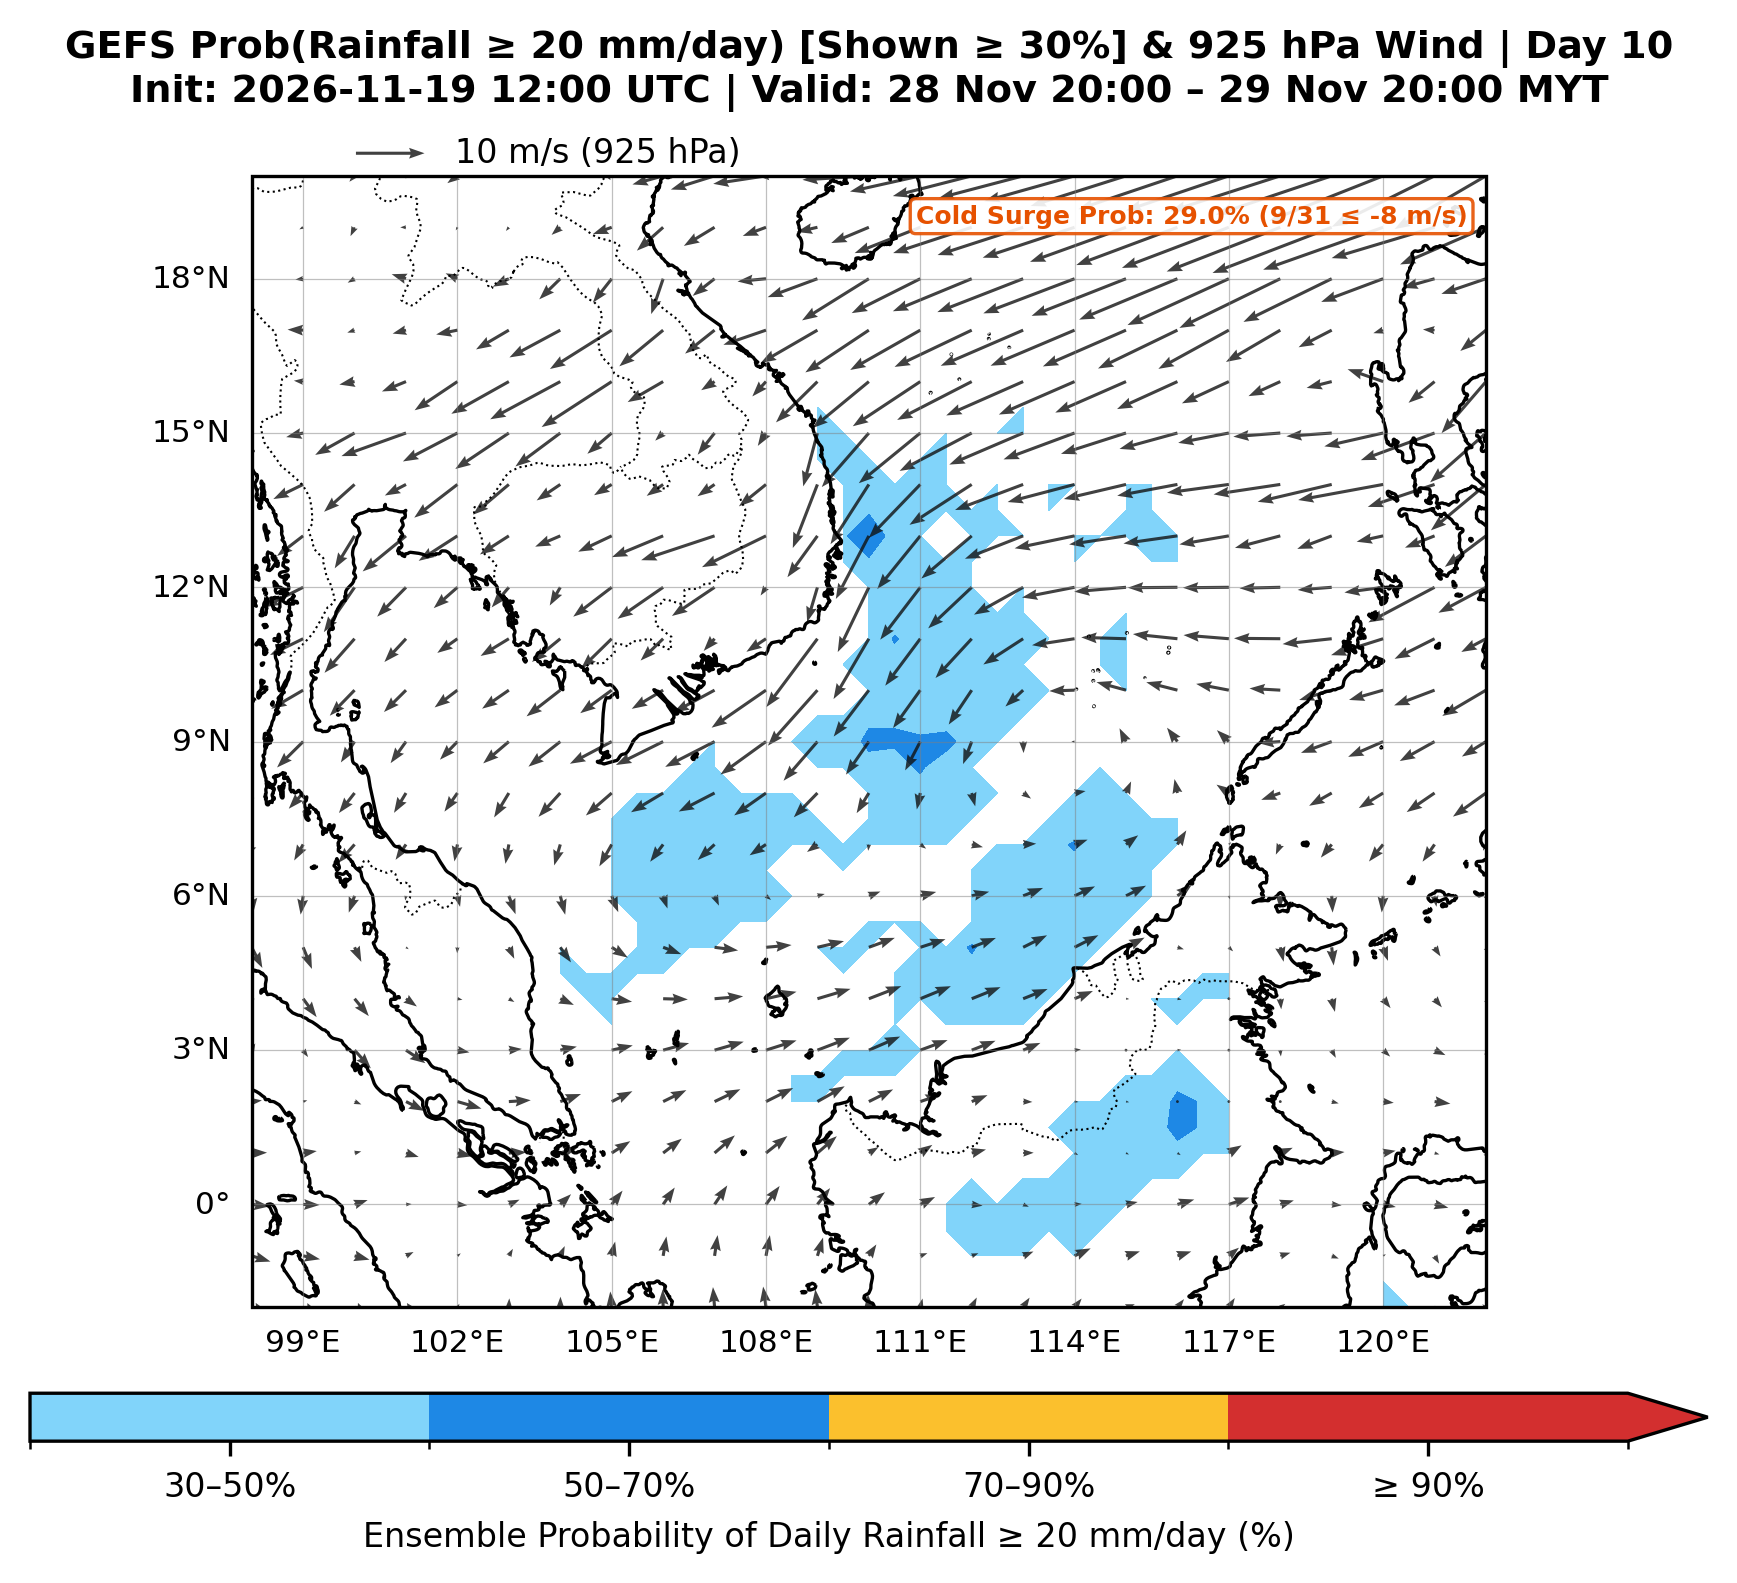 GEFS Prob(Rainfall ≥ 20 mm/day) [Shown ≥ 30%] & 925 hPa Wind | Day 10
Init: 2026-11-19 12:00 UTC | Valid: 28 Nov 20:00 – 29 Nov 20:00 MYT
10 m/s (925 hPa)
Cold Surge Prob: 29.0% (9/31 ≤ -8 m/s)
18°N
15°N
12°N
9°N
6°N
3°N
0°
99°E 102°E 105°E 108°E 111°E 114°E 117°E 120°E
30–50% 50–70% 70–90% ≥ 90%
Ensemble Probability of Daily Rainfall ≥ 20 mm/day (%)